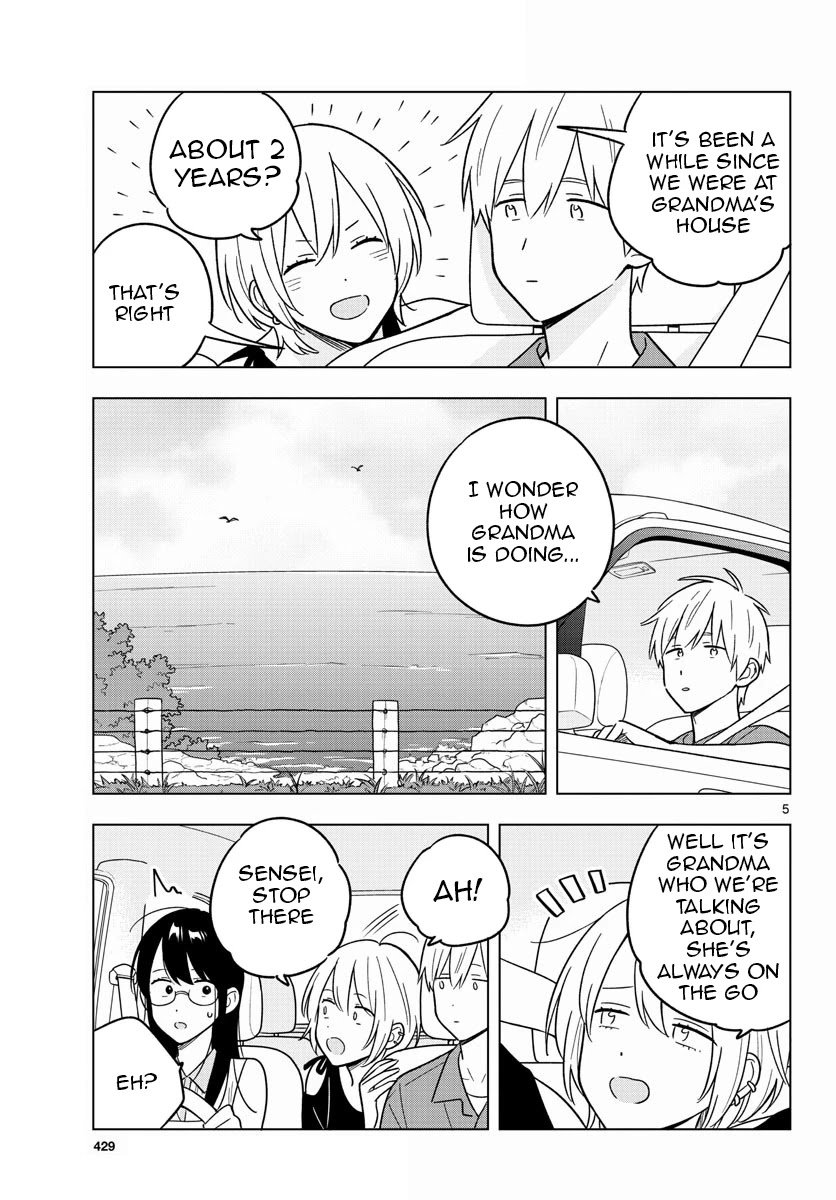 IT'S BEEN A
WHILE SINCE
WE WERE AT
GRANDMA'S
HOUSE
ABOUT 2
YEARS?
THAT'S
RIGHT
I WONDER
HOW
GRANDMA
IS DOING...
5
WELL IT'S
GRANDMA
WHO WE'RE
TALKING
ABOUT,
SHE'S
ALWAYS ON
THE GO
AH!
SENSEI,
STOP
THERE
EH?
429